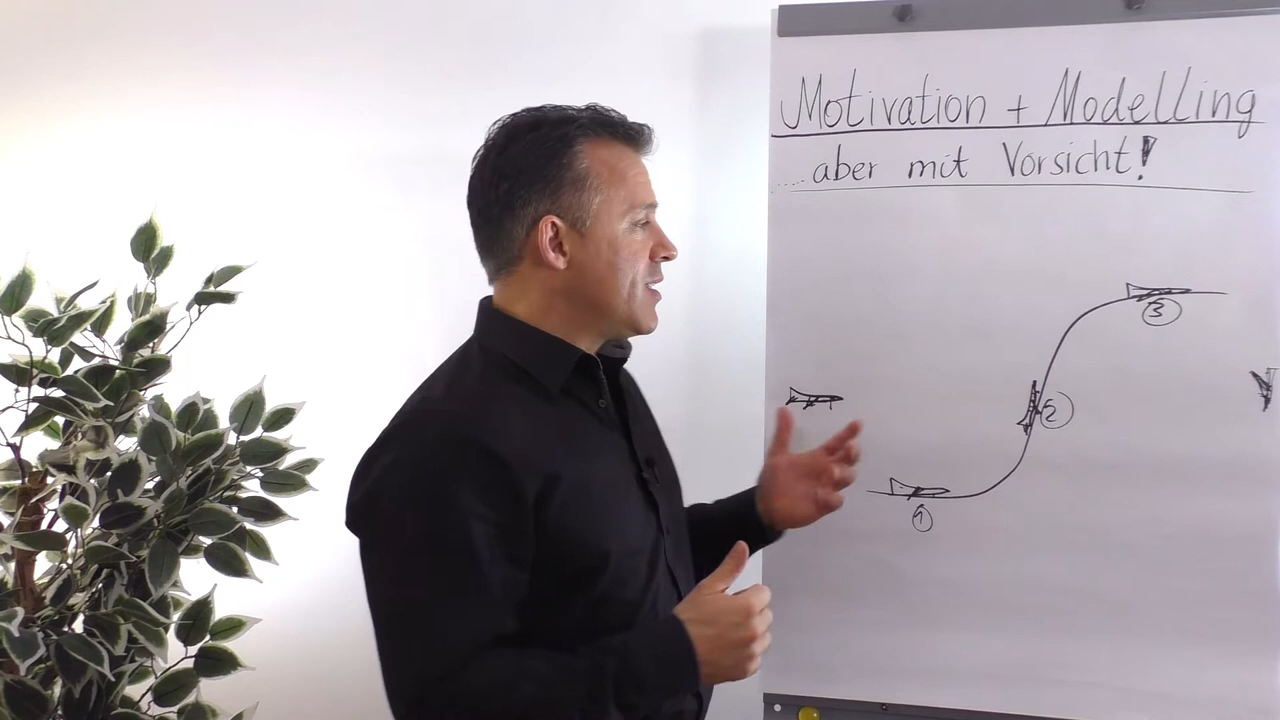 Motivation + Modelling
.....aber mit Vorsicht!
3
2
1